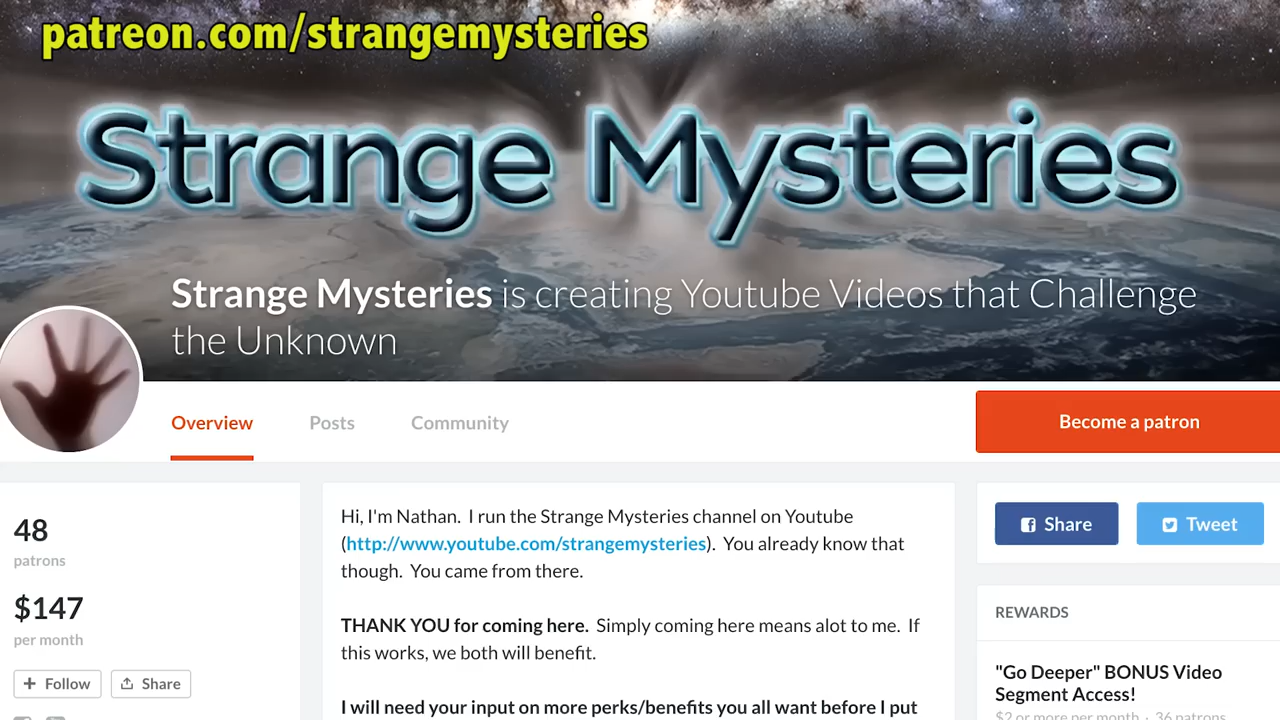 patreon.com/strangemysteries
Strange Mysteries
Strange Mysteries is creating Youtube Videos that Challenge
the Unknown
Overview
Posts
Community
Become a patron
48
patrons
$147
per month
Follow
Share
Hi, I'm Nathan.  I run the Strange Mysteries channel on Youtube
(http://www.youtube.com/strangemysteries).  You already know that
though.  You came from there.
THANK YOU for coming here.  Simply coming here means alot to me.  If
this works, we both will benefit.
I will need your input on more perks/benefits you all want before I put
Share
Tweet
REWARDS
"Go Deeper" BONUS Video
Segment Access!
$2 or more per month · 36 patrons